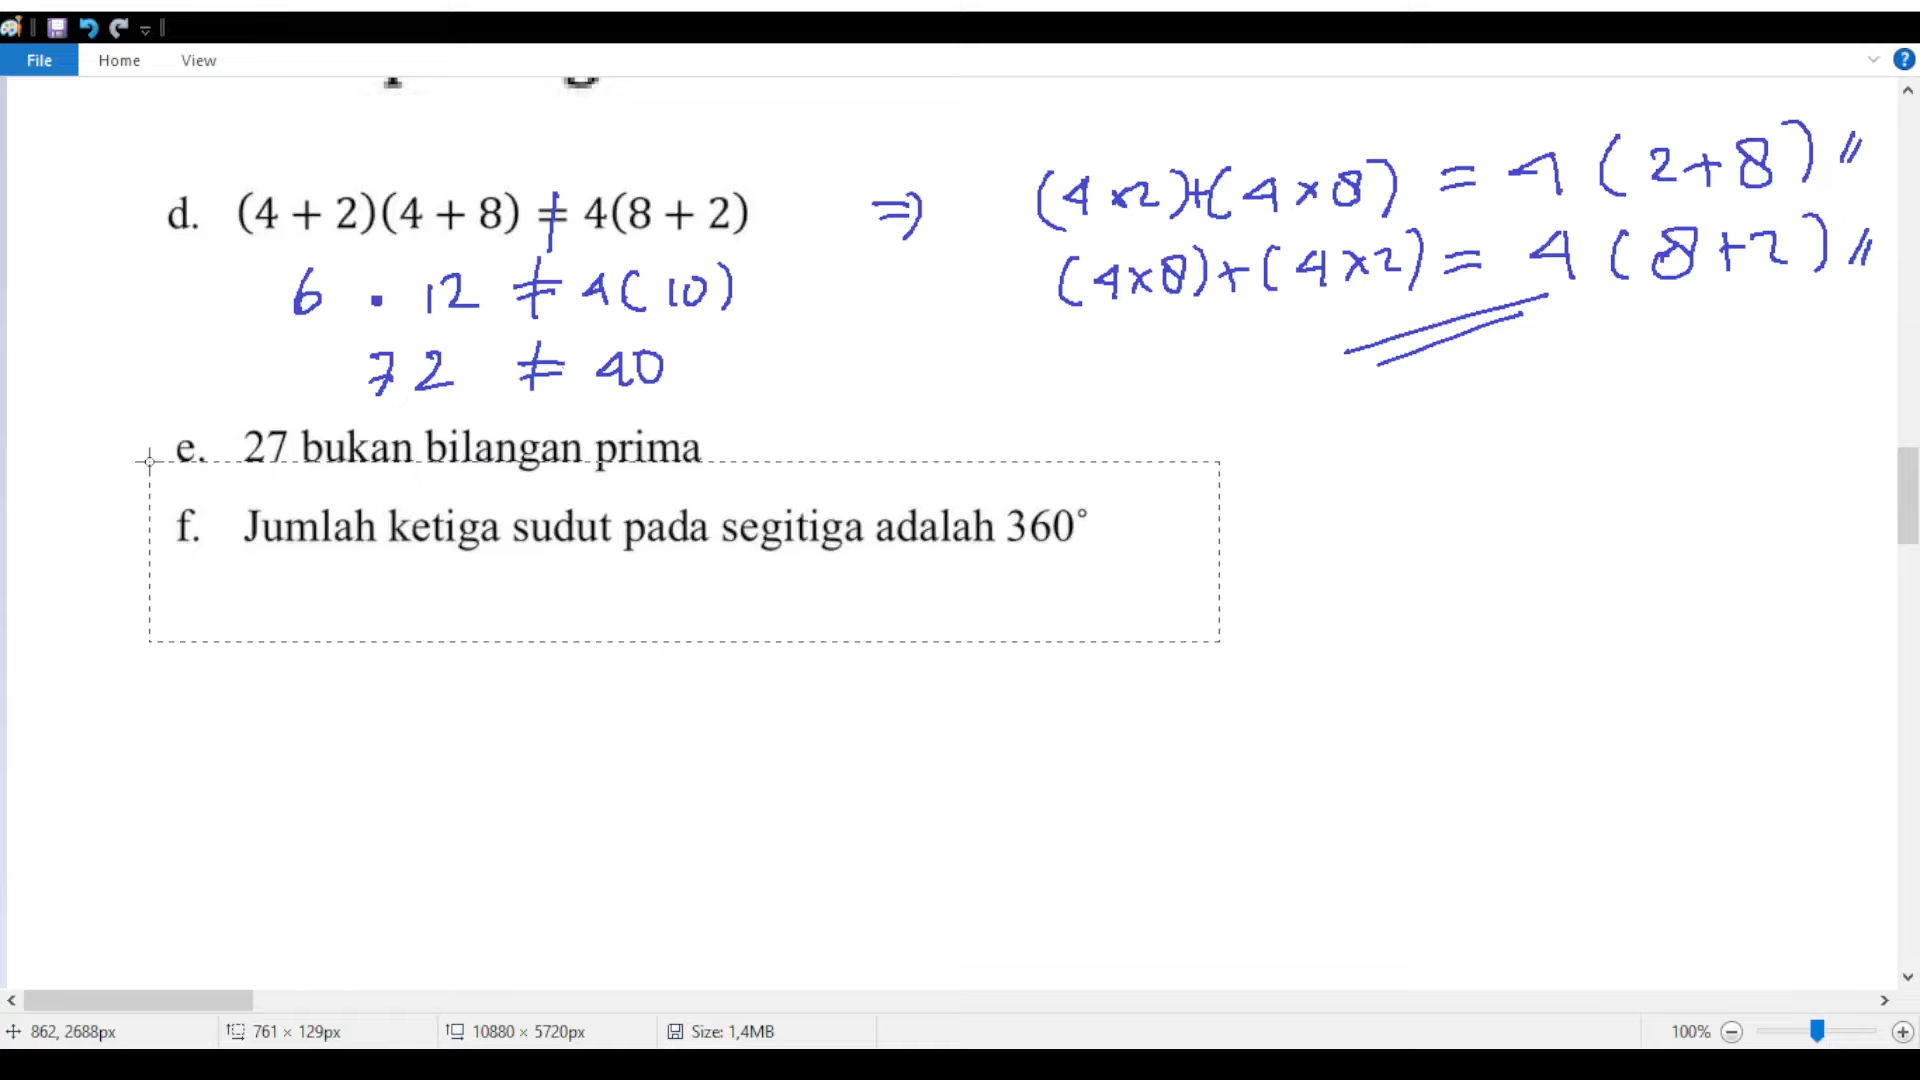 File Home View
d. (4 + 2)(4 + 8) ≠ 4(8 + 2) ⇒ (4×2)+(4×8) = 4(2+8)
6 . 12 ≠ 4(10) (4×8)+(4×2) = 4(8+2)
72 ≠ 40
e. 27 bukan bilangan prima
f. Jumlah ketiga sudut pada segitiga adalah 360°
862, 2688px 761 × 129px 10880 × 5720px Size: 1,4MB 100%